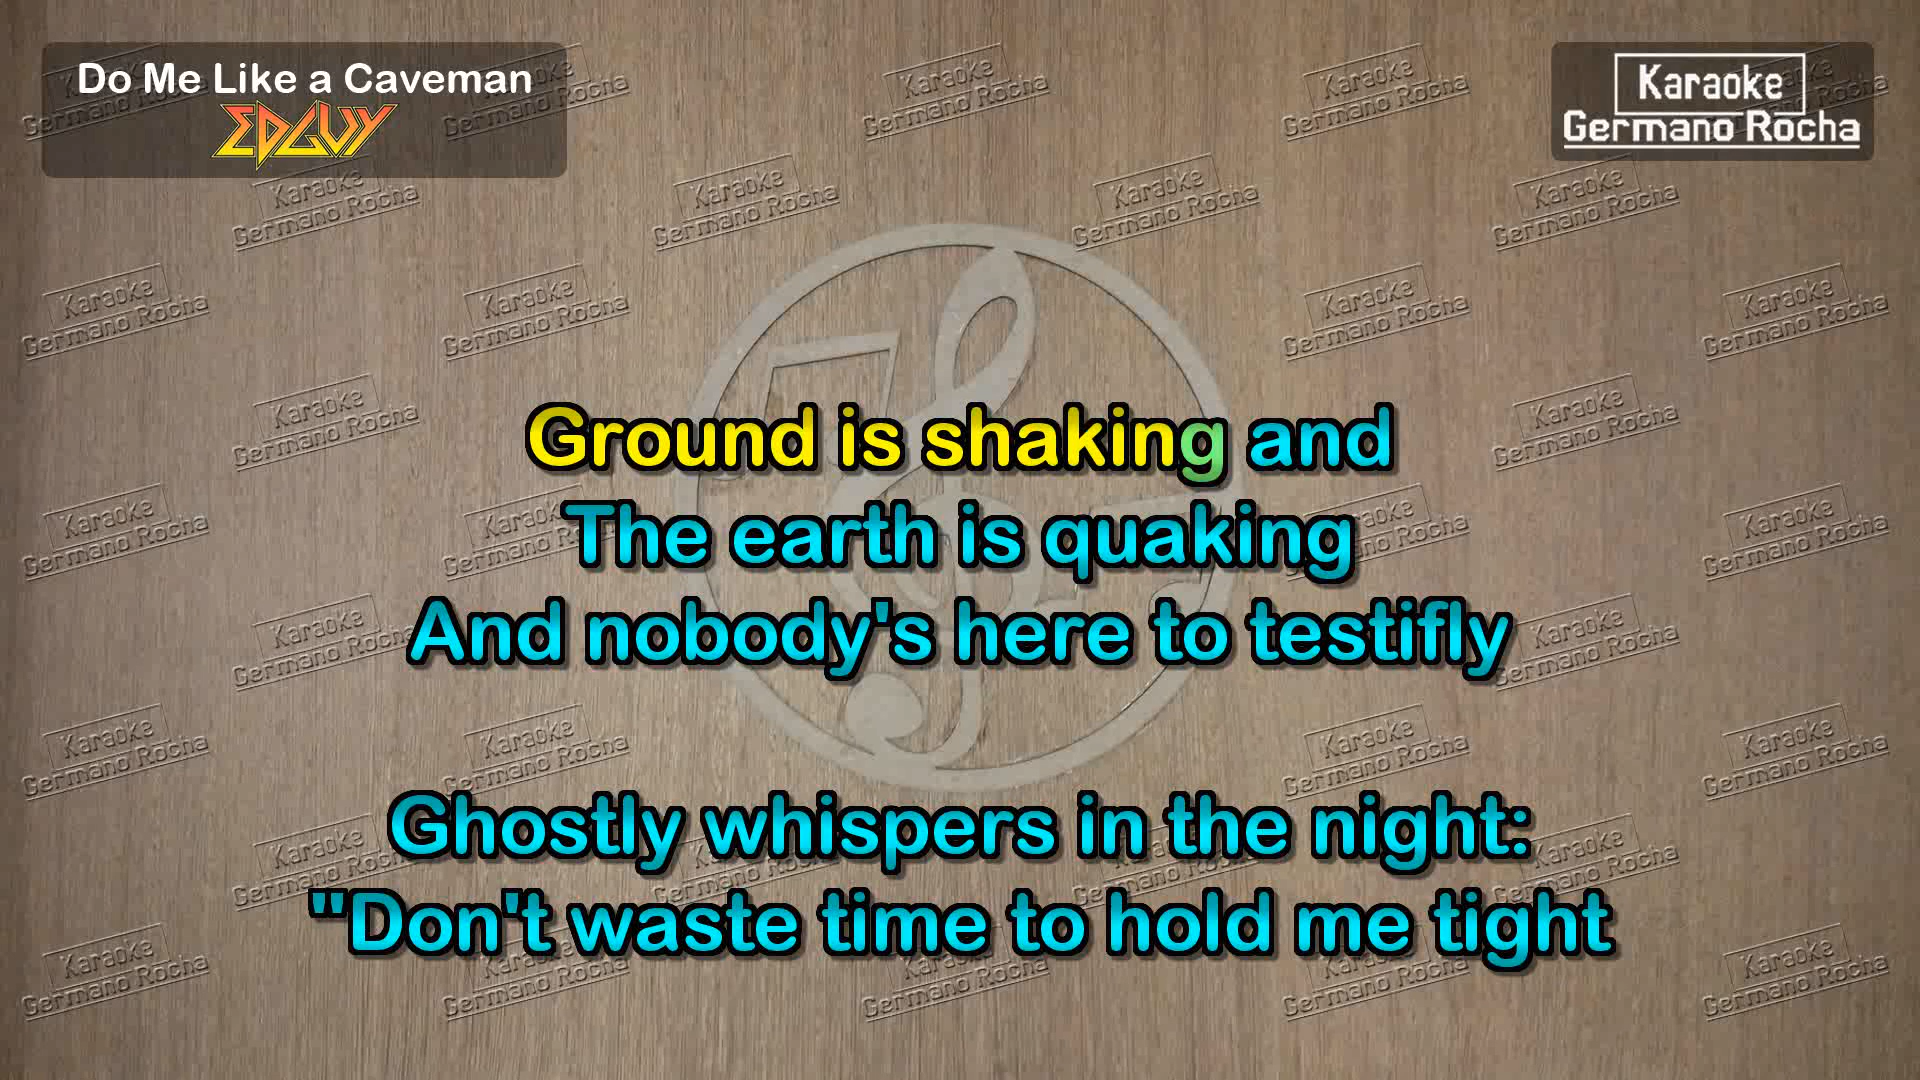 Do Me Like a Caveman
EDGUY
Karaoke
Germano Rocha
Ground is shaking and
The earth is quaking
And nobody's here to testifly
Ghostly whispers in the night:
"Don't waste time to hold me tight